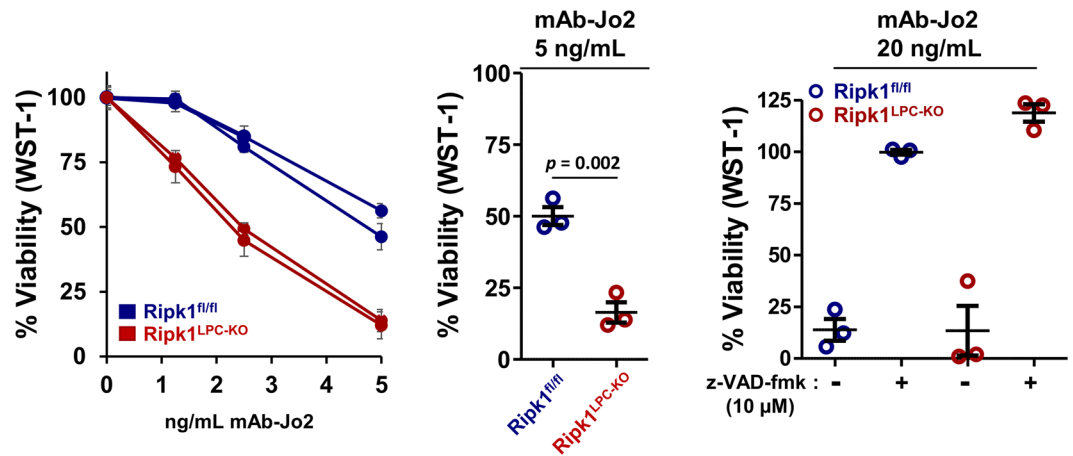 % Viability (WST-1)
100
75
50
25
0
0
1
2
3
4
5
ng/mL mAb-Jo2
Ripk1fl/fl
Ripk1LPC-KO
mAb-Jo2
5 ng/mL
% Viability (WST-1)
100
75
50
25
0
p = 0.002
Ripk1fl/fl
Ripk1LPC-KO
mAb-Jo2
20 ng/mL
% Viability (WST-1)
125
100
75
50
25
0
Ripk1fl/fl
Ripk1LPC-KO
z-VAD-fmk : - + - +
(10 µM)